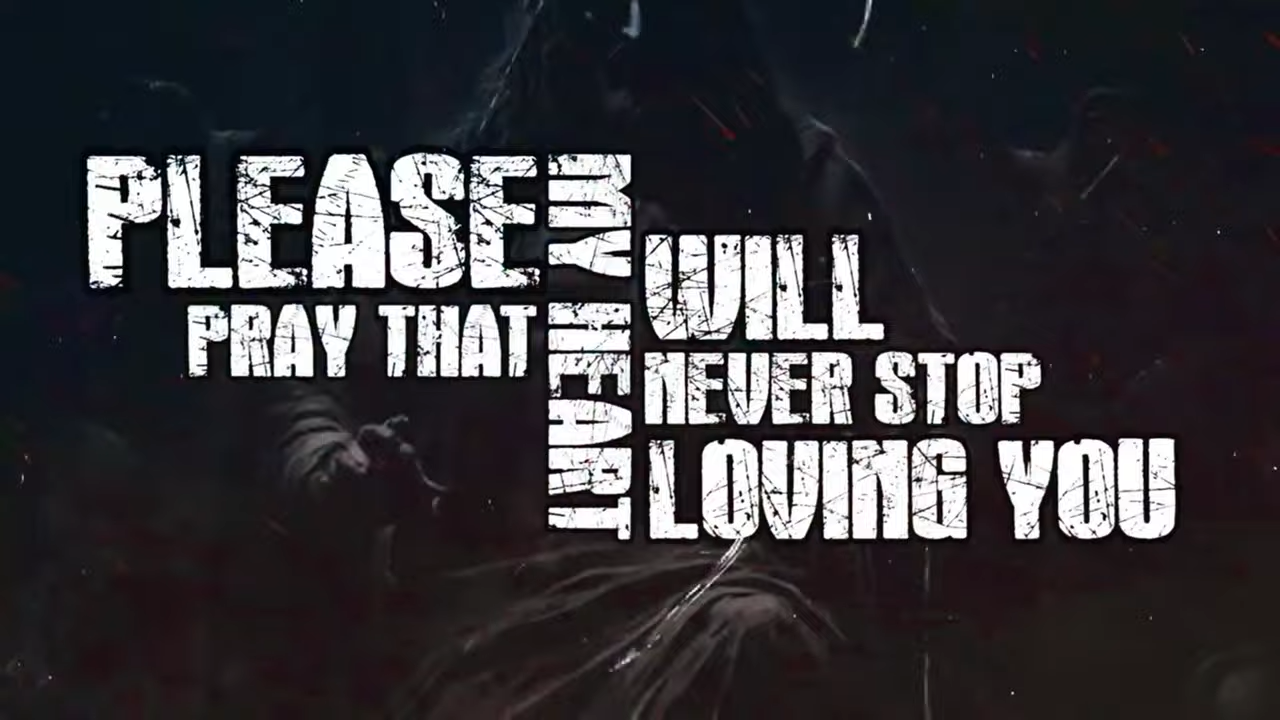 PLEASE
PRAY THAT
MY HEART
WILL
NEVER STOP
LOVING YOU